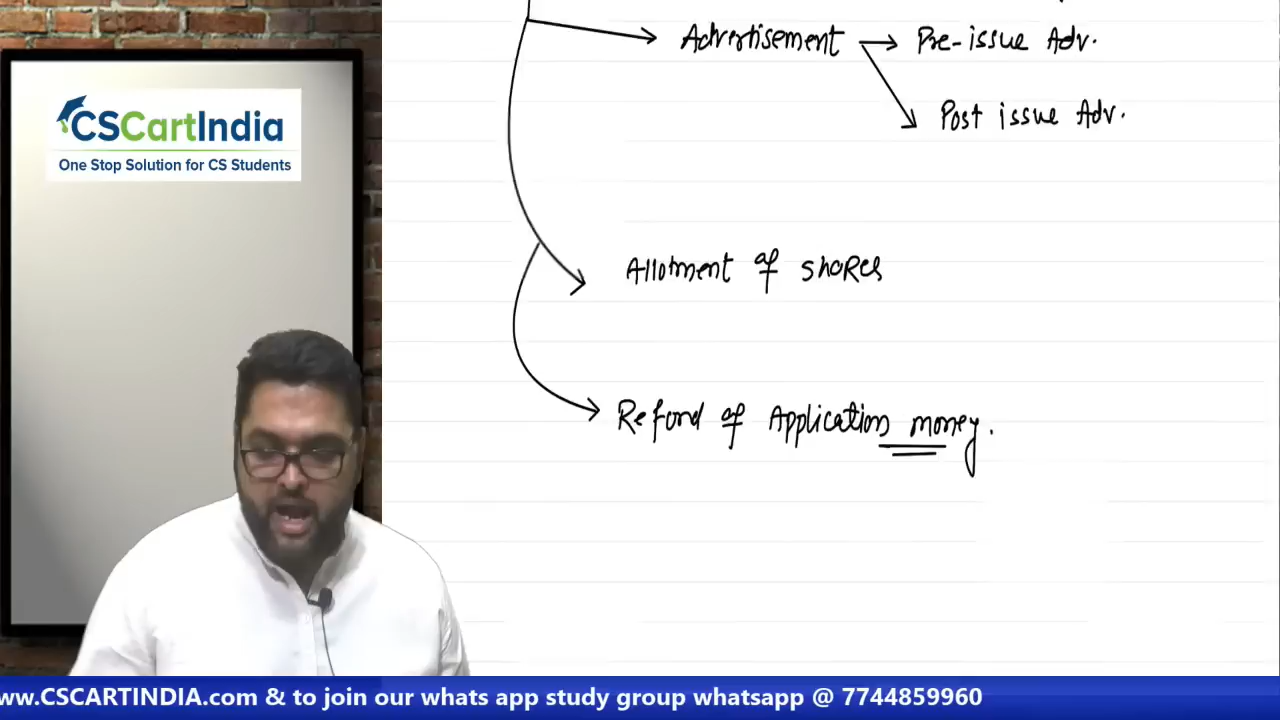 Advertisement Pre-issue Adv.
Post issue Adv.
CSCartIndia
One Stop Solution for CS Students
Allotment of shares
Refund of Application money.
ww.CSCARTINDIA.com & to join our whats app study group whatsapp @ 7744859960